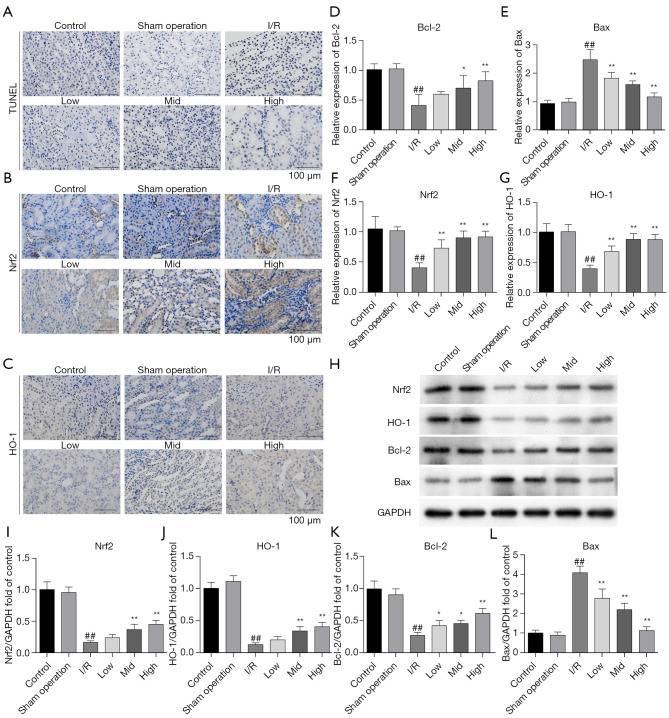 A
Control
Sham operation
I/R
TUNEL
Low
Mid
High
100 μm
B
Control
Sham operation
I/R
Nrf2
Low
Mid
High
100 μm
C
Control
Sham operation
I/R
HO-1
Low
Mid
High
100 μm
D
Bcl-2
Relative expression of Bcl-2
1.5
1.0
0.5
0.0
##
*
**
Control
Sham operation
I/R
Low
Mid
High
E
Bax
Relative expression of Bax
3
2
1
0
##
**
**
**
Control
Sham operation
I/R
Low
Mid
High
F
Nrf2
Relative expression of Nrf2
1.5
1.0
0.5
0.0
##
**
**
**
Control
Sham operation
I/R
Low
Mid
High
G
HO-1
Relative expression of HO-1
1.5
1.0
0.5
0.0
##
**
**
**
Control
Sham operation
I/R
Low
Mid
High
H
Control
Sham operation
I/R
Low
Mid
High
Nrf2
HO-1
Bcl-2
Bax
GAPDH
I
Nrf2
Nrf2/GAPDH fold of control
1.5
1.0
0.5
0.0
##
**
**
Control
Sham operation
I/R
Low
Mid
High
J
HO-1
HO-1/GAPDH fold of control
1.5
1.0
0.5
0.0
##
**
**
Control
Sham operation
I/R
Low
Mid
High
K
Bcl-2
Bcl-2/GAPDH fold of control
1.5
1.0
0.5
0.0
##
*
*
**
Control
Sham operation
I/R
Low
Mid
High
L
Bax
Bax/GAPDH fold of control
5
4
3
2
1
0
##
**
**
**
Control
Sham operation
I/R
Low
Mid
High